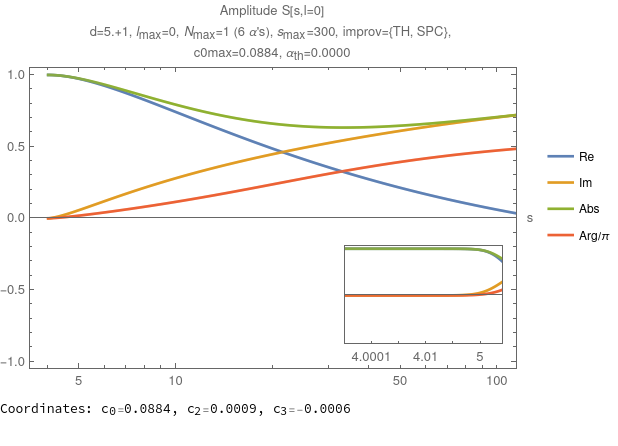 Amplitude S[s,l=0]
d=5.+1, lmax=0, Nmax=1 (6 α's), smax=300, improv={TH, SPC},
c0max=0.0884, αth=0.0000
1.0
0.5
0.0
−0.5
−1.0
s
Re
Im
Abs
Arg/π
4.0001 4.01 5
5 10 50 100
Coordinates: c0=0.0884, c2=0.0009, c3=-0.0006